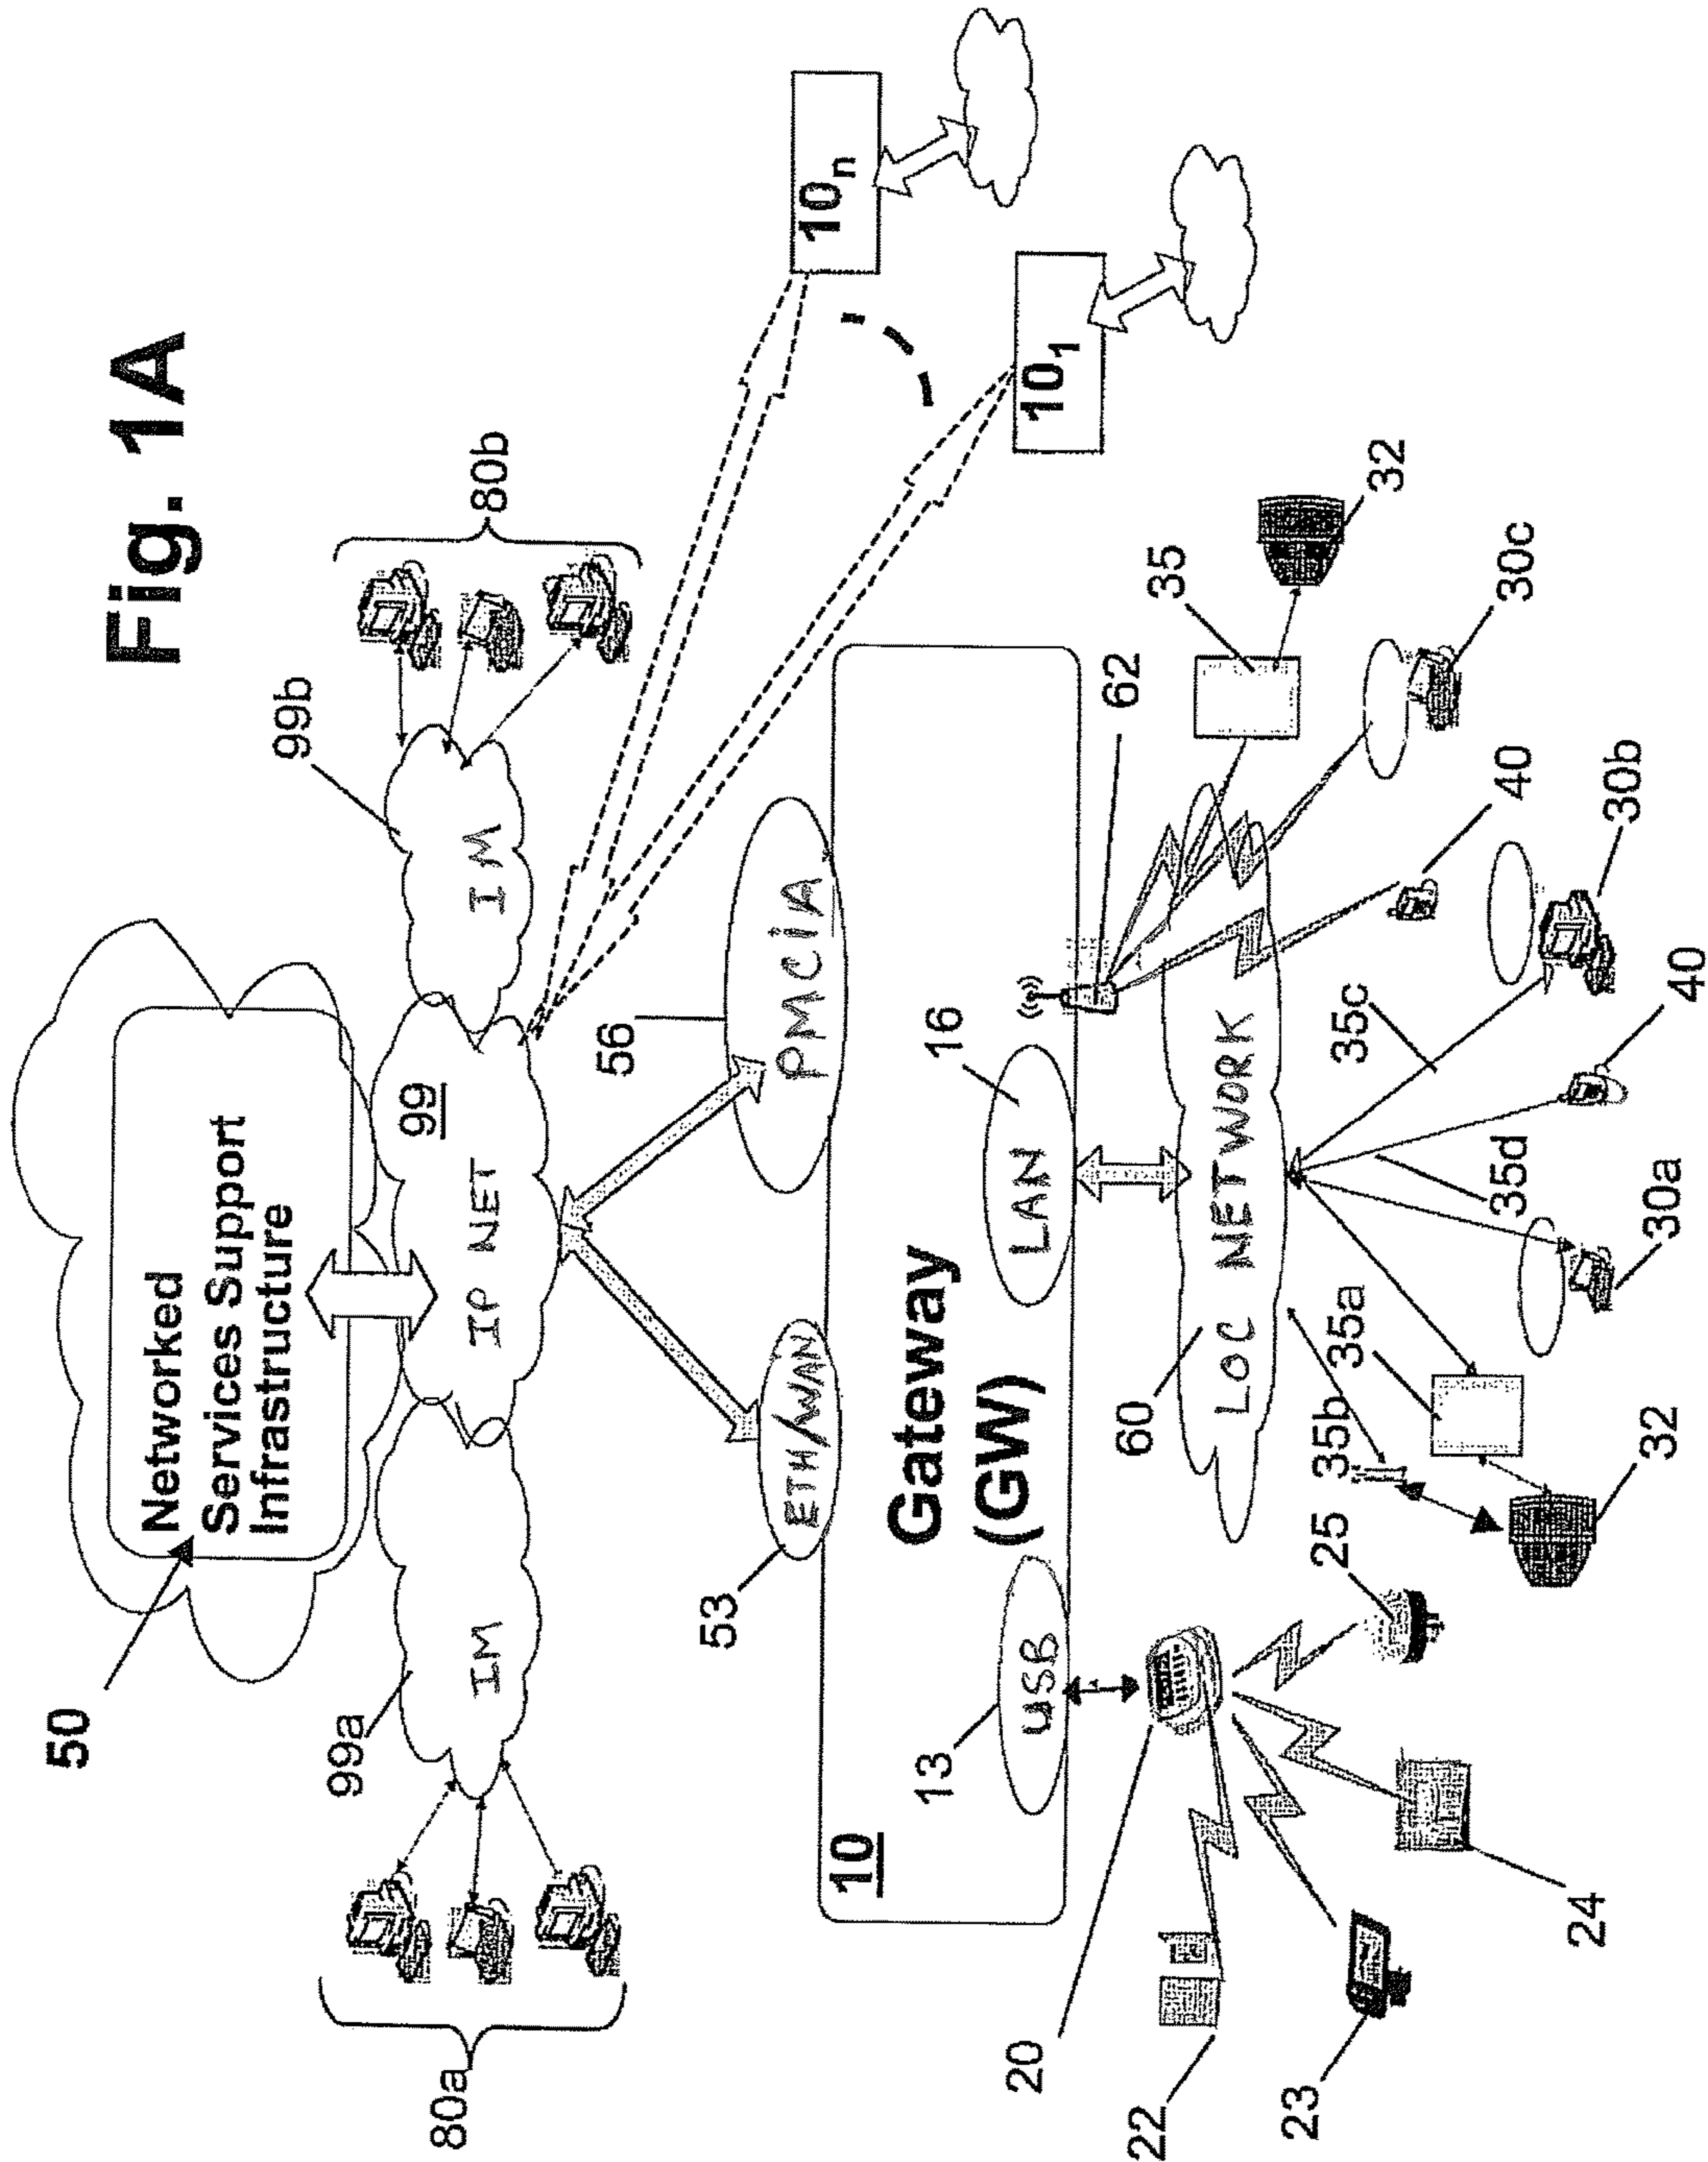 Fig. 1A
50
Networked
Services Support
Infrastructure
99a
99
99b
80a
IM
IP NET
IM
80b
53
56
ETH/WAN
PMCIA
10
Gateway
(GW)
13
16
USB
LAN
62
10n
101
20
60
LOC NETWORK
22
23
24
25
35b
35a
35d
35c
35
32
30a
40
30b
40
30c
32